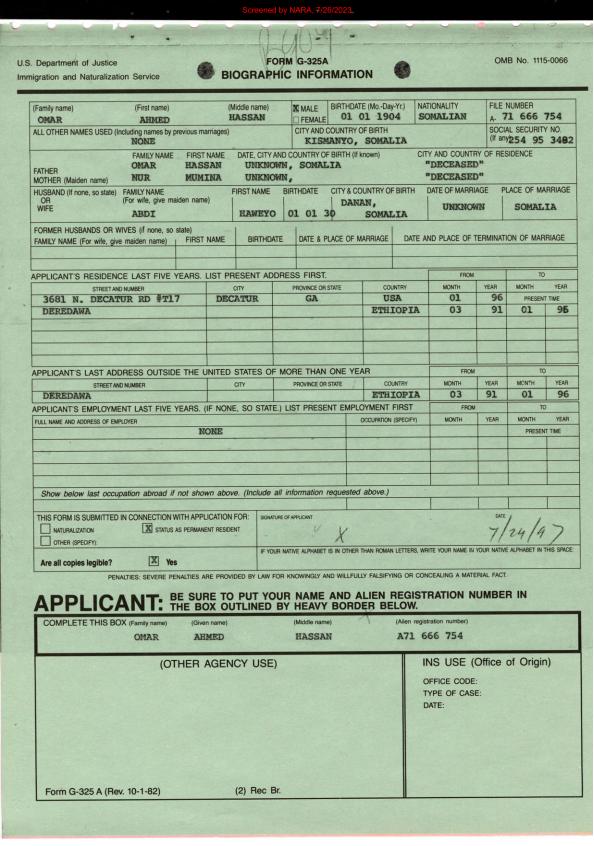 Screened by NARA, 7/28/2023
U.S. Department of Justice
Immigration and Naturalization Service
FORM G-325A
BIOGRAPHIC INFORMATION
OMB No. 1115-0066
(Family name) (First name) (Middle name) X MALE BIRTHDATE (Mo.-Day-Yr.) NATIONALITY FILE NUMBER
OMAR AHMED HASSAN FEMALE 01 01 1904 SOMALIAN A- 71 666 754
ALL OTHER NAMES USED (Including names by previous marriages) CITY AND COUNTRY OF BIRTH SOCIAL SECURITY NO.
NONE KISMANYO, SOMALIA (If any) 254 95 3482
FAMILY NAME FIRST NAME DATE, CITY AND COUNTRY OF BIRTH (If known) CITY AND COUNTRY OF RESIDENCE
FATHER OMAR HASSAN UNKNOWN, SOMALIA "DECEASED"
MOTHER (Maiden name) NUR MUMINA UNKNOWN, "DECEASED"
HUSBAND (If none, so state) FAMILY NAME FIRST NAME BIRTHDATE CITY & COUNTRY OF BIRTH DATE OF MARRIAGE PLACE OF MARRIAGE
OR (For wife, give maiden name) DANAN,
WIFE ABDI HAWEYO 01 01 30 SOMALIA UNKNOWN SOMALIA
FORMER HUSBANDS OR WIVES (if none, so state)
FAMILY NAME (For wife, give maiden name) FIRST NAME BIRTHDATE DATE & PLACE OF MARRIAGE DATE AND PLACE OF TERMINATION OF MARRIAGE
APPLICANT'S RESIDENCE LAST FIVE YEARS. LIST PRESENT ADDRESS FIRST. FROM TO
STREET AND NUMBER CITY PROVINCE OR STATE COUNTRY MONTH YEAR MONTH YEAR
3681 N. DECATUR RD #T17 DECATUR GA USA 01 96 PRESENT TIME
DEREDAWA ETHIOPIA 03 91 01 96
APPLICANT'S LAST ADDRESS OUTSIDE THE UNITED STATES OF MORE THAN ONE YEAR FROM TO
STREET AND NUMBER CITY PROVINCE OR STATE COUNTRY MONTH YEAR MONTH YEAR
DEREDAWA ETHIOPIA 03 91 01 96
APPLICANT'S EMPLOYMENT LAST FIVE YEARS. (IF NONE, SO STATE.) LIST PRESENT EMPLOYMENT FIRST FROM TO
FULL NAME AND ADDRESS OF EMPLOYER OCCUPATION (SPECIFY) MONTH YEAR MONTH YEAR
NONE PRESENT TIME
Show below last occupation abroad if not shown above. (Include all information requested above.)
THIS FORM IS SUBMITTED IN CONNECTION WITH APPLICATION FOR: SIGNATURE OF APPLICANT DATE
NATURALIZATION X STATUS AS PERMANENT RESIDENT X 7/24/97
OTHER (SPECIFY):
IF YOUR NATIVE ALPHABET IS IN OTHER THAN ROMAN LETTERS, WRITE YOUR NAME IN YOUR NATIVE ALPHABET IN THIS SPACE:
Are all copies legible? X Yes
PENALTIES: SEVERE PENALTIES ARE PROVIDED BY LAW FOR KNOWINGLY AND WILLFULLY FALSIFYING OR CONCEALING A MATERIAL FACT.
APPLICANT: BE SURE TO PUT YOUR NAME AND ALIEN REGISTRATION NUMBER IN
THE BOX OUTLINED BY HEAVY BORDER BELOW.
COMPLETE THIS BOX (Family name) (Given name) (Middle name) (Alien registration number)
OMAR AHMED HASSAN A71 666 754
(OTHER AGENCY USE) INS USE (Office of Origin)
OFFICE CODE:
TYPE OF CASE:
DATE:
Form G-325 A (Rev. 10-1-82) (2) Rec Br.